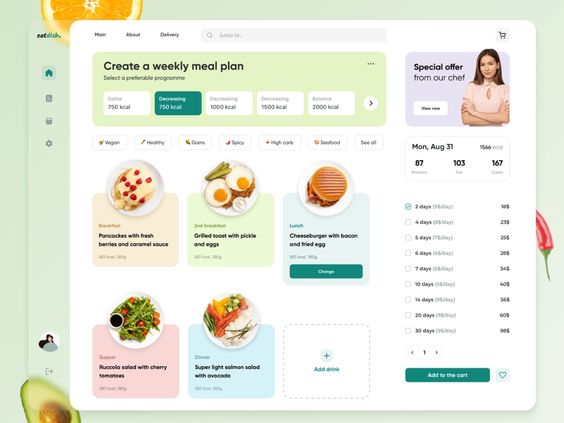 eatdish.
Main
About
Delivery
Jump to..
Create a weekly meal plan
Select a preferable programme
Detox
750 kcal
Decreasing
750 kcal
Decreasing
1000 kcal
Decreasing
1500 kcal
Balance
2000 kcal
Vegan
Healthy
Gains
Spicy
High carb
Seafood
See all
Breakfast
Pancakes with fresh
berries and caramel sauce
587 kcal, 180g
2nd breakfast
Grilled toast with pickle
and eggs
587 kcal, 180g
Lunch
Cheeseburger with bacon
and fried egg
587 kcal, 180g
Change
Supper
Ruccola salad with cherry
tomatoes
587 kcal, 180g
Dinner
Super light salmon salad
with avocado
587 kcal, 180g
Add drink
Special offer
from our chef
View now
Mon, Aug 31
1566 kcal
87
103
167
Proteins
Fat
Carbs
2 days (9$/day) 18$
4 days (8$/day) 23$
5 days (7$/day) 25$
6 days (6$/day) 28$
7 days (6$/day) 34$
10 days (5$/day) 40$
14 days (9$/day) 56$
20 days (9$/day) 60$
30 days (9$/day) 98$
1
Add to the cart